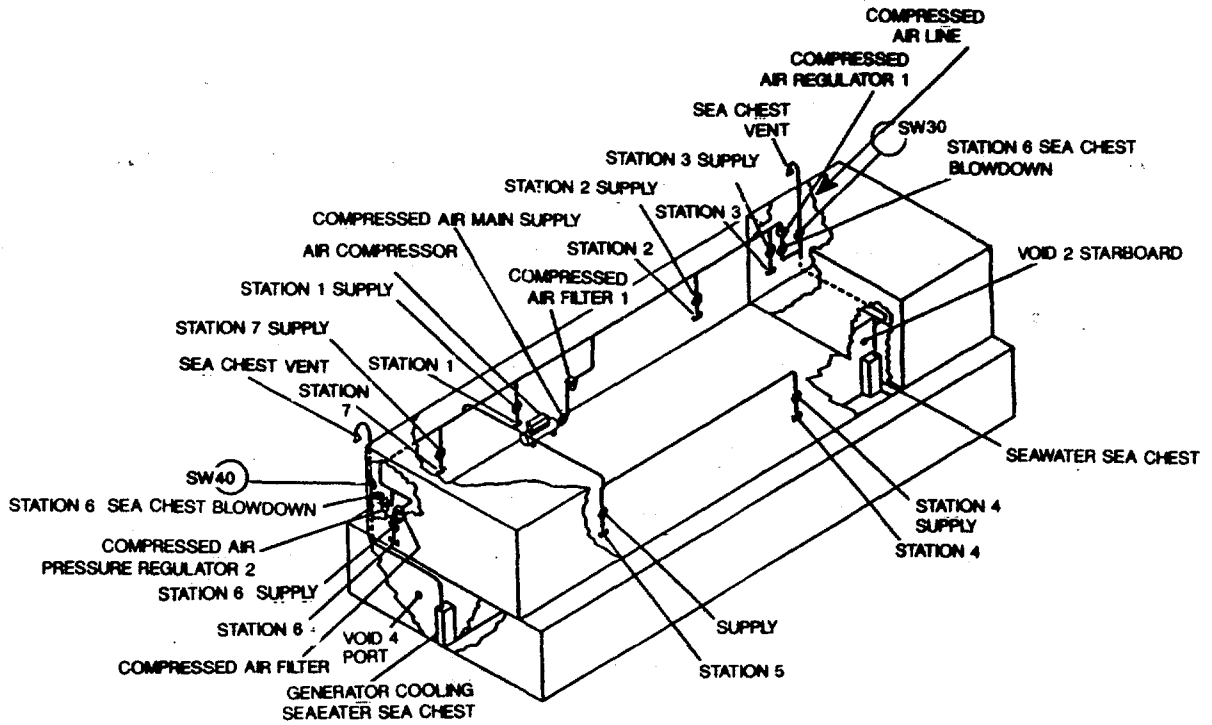 COMPRESSED
AIR LINE
COMPRESSED
AIR REGULATOR 1
SEA CHEST
VENT
SW30
STATION 6 SEA CHEST
BLOWDOWN
STATION 3 SUPPLY
STATION 2 SUPPLY
STATION 3
COMPRESSED AIR MAIN SUPPLY
AIR COMPRESSOR
STATION 2
VOID 2 STARBOARD
COMPRESSED
AIR FILTER 1
STATION 1 SUPPLY
STATION 7 SUPPLY
SEA CHEST VENT
STATION 1
STATION
7
SEAWATER SEA CHEST
SW40
STATION 6 SEA CHEST BLOWDOWN
STATION 4
SUPPLY
STATION 4
COMPRESSED AIR
PRESSURE REGULATOR 2
STATION 6 SUPPLY
STATION 6
VOID 4
PORT
SUPPLY
COMPRESSED AIR FILTER
STATION 5
GENERATOR COOLING
SEAEATER SEA CHEST